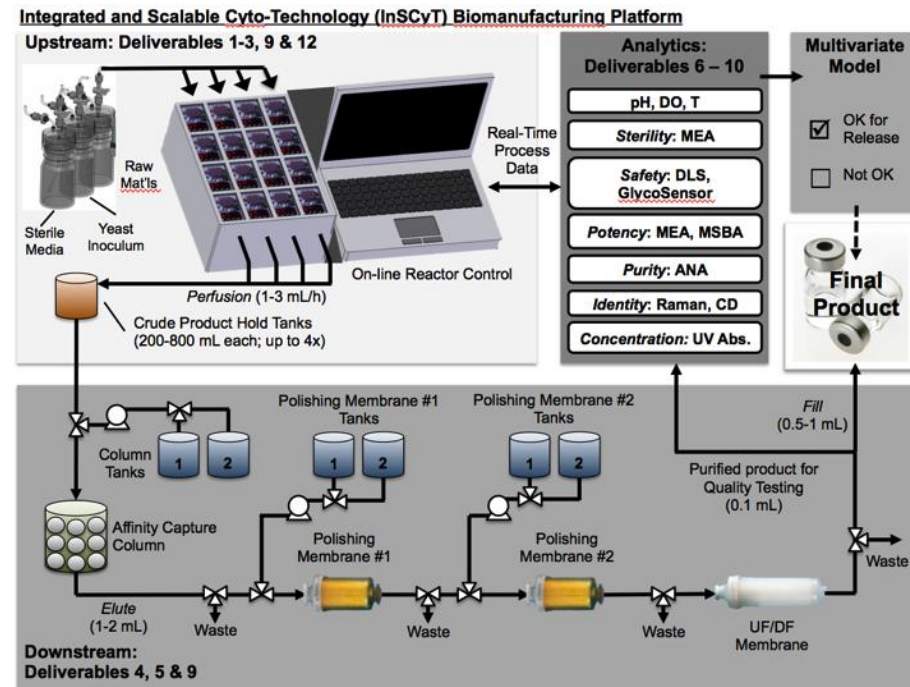 Integrated and Scalable Cyto-Technology (InSCyT) Biomanufacturing Platform
Upstream: Deliverables 1-3, 9 & 12
Raw
Mat'ls
Sterile
Media
Yeast
Inoculum
On-line Reactor Control
Perfusion (1-3 mL/h)
Crude Product Hold Tanks
(200-800 mL each; up to 4x)
Real-Time
Process
Data
Analytics:
Deliverables 6 – 10
pH, DO, T
Sterility: MEA
Safety: DLS,
GlycoSensor
Potency: MEA, MSBA
Purity: ANA
Identity: Raman, CD
Concentration: UV Abs.
Multivariate
Model
OK for
Release
Not OK
Final
Product
Column
Tanks
1
2
Affinity Capture
Column
Elute
(1-2 mL)
Waste
Polishing Membrane #1
Tanks
1
2
Polishing
Membrane #1
Waste
Polishing Membrane #2
Tanks
1
2
Polishing
Membrane #2
Waste
UF/DF
Membrane
Fill
(0.5-1 mL)
Purified product for
Quality Testing
(0.1 mL)
Waste
Downstream:
Deliverables 4, 5 & 9